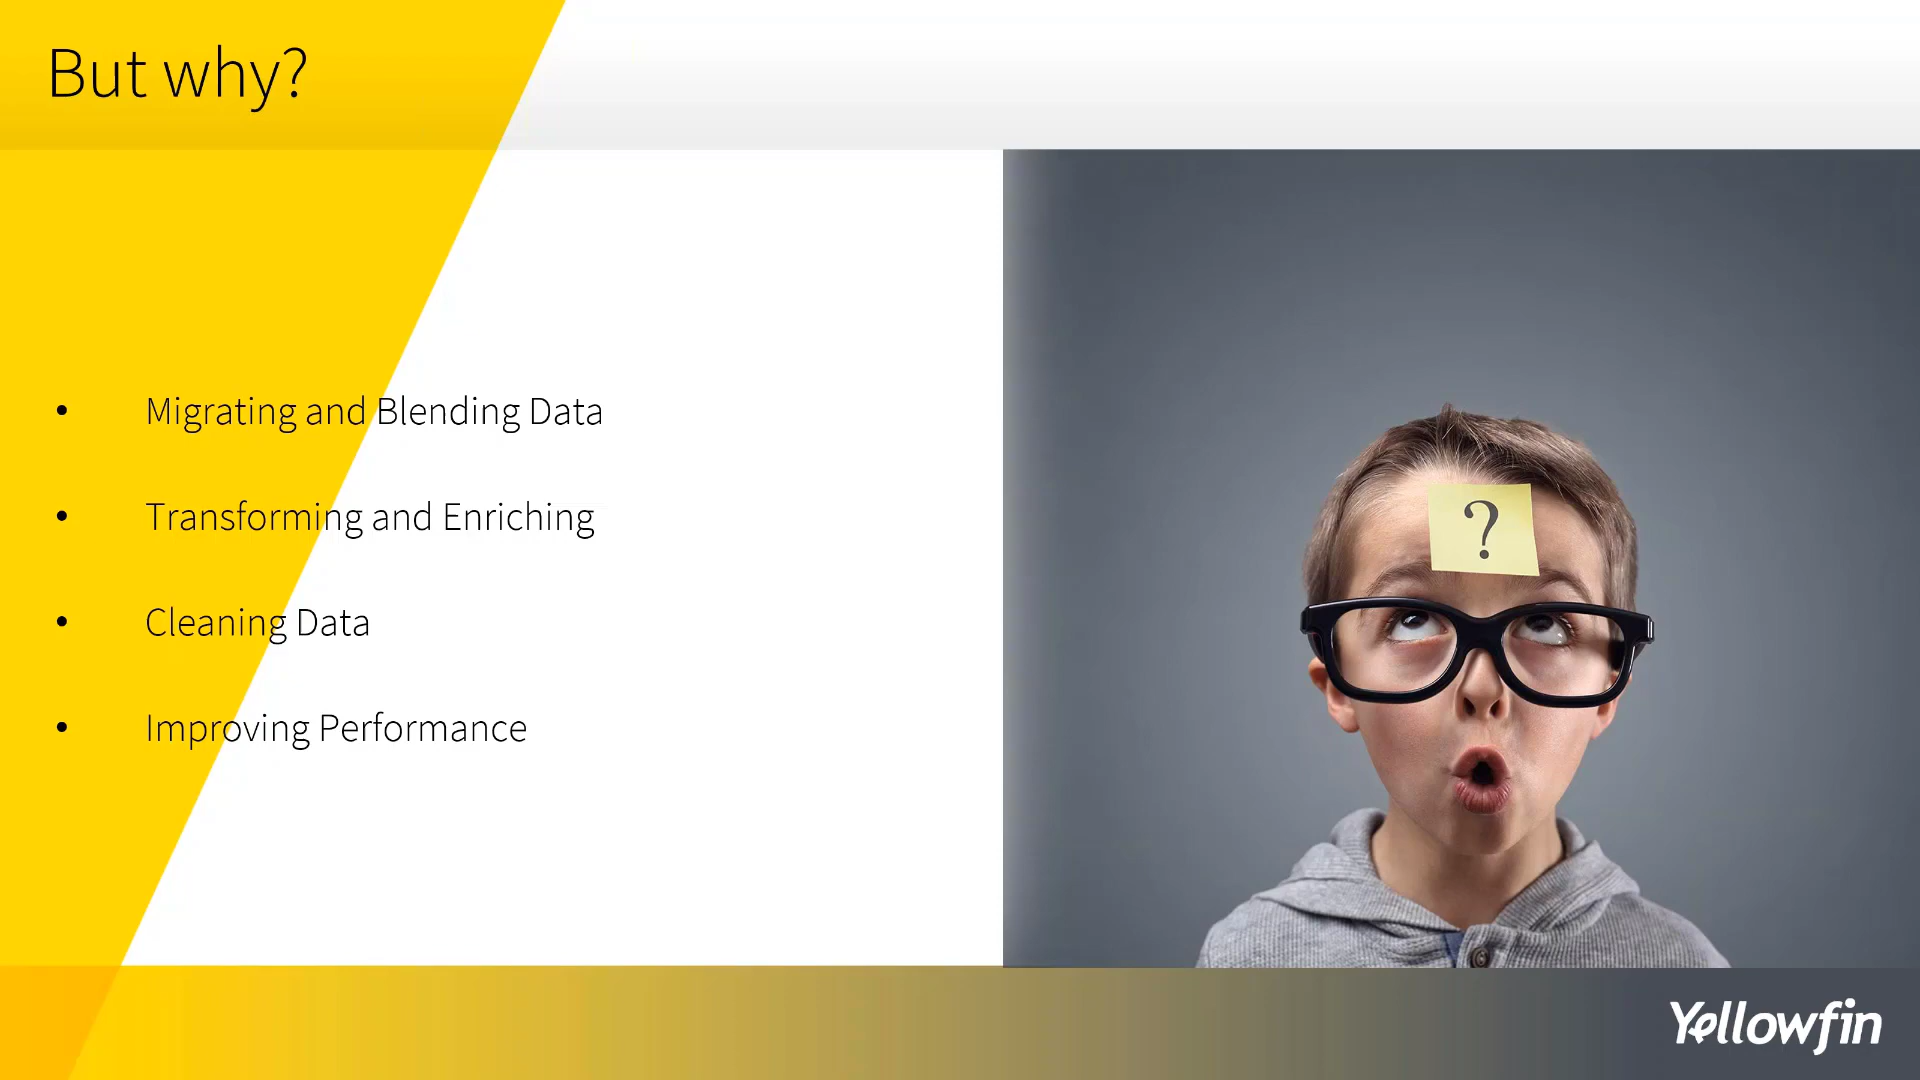 But why?
• Migrating and Blending Data
• Transforming and Enriching
• Cleaning Data
• Improving Performance
?
Yellowfin